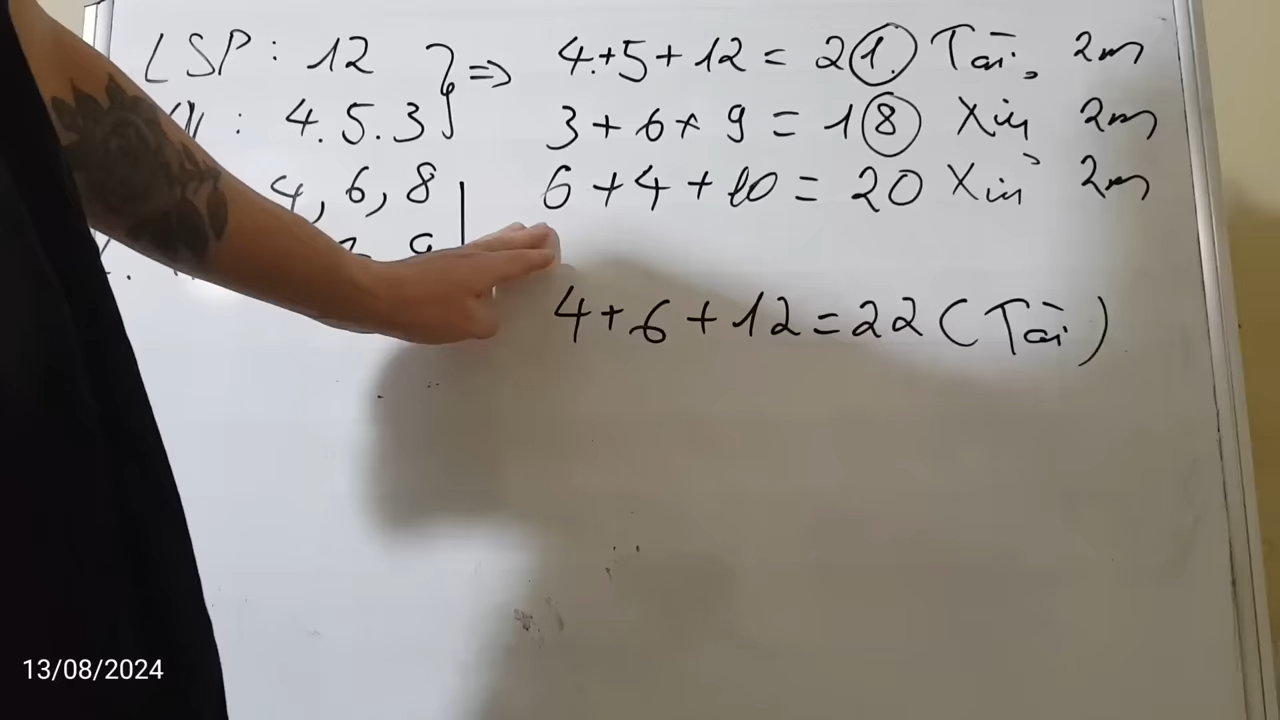 LSP : 12 => 4+5+12 = 21 Tài, 2m
: 4.5.3 3+6+9 = 18 Xỉu 2m
4, 6, 8 6+4+10 = 20 Xỉu 2m
4+6+12=22 (Tài)
13/08/2024